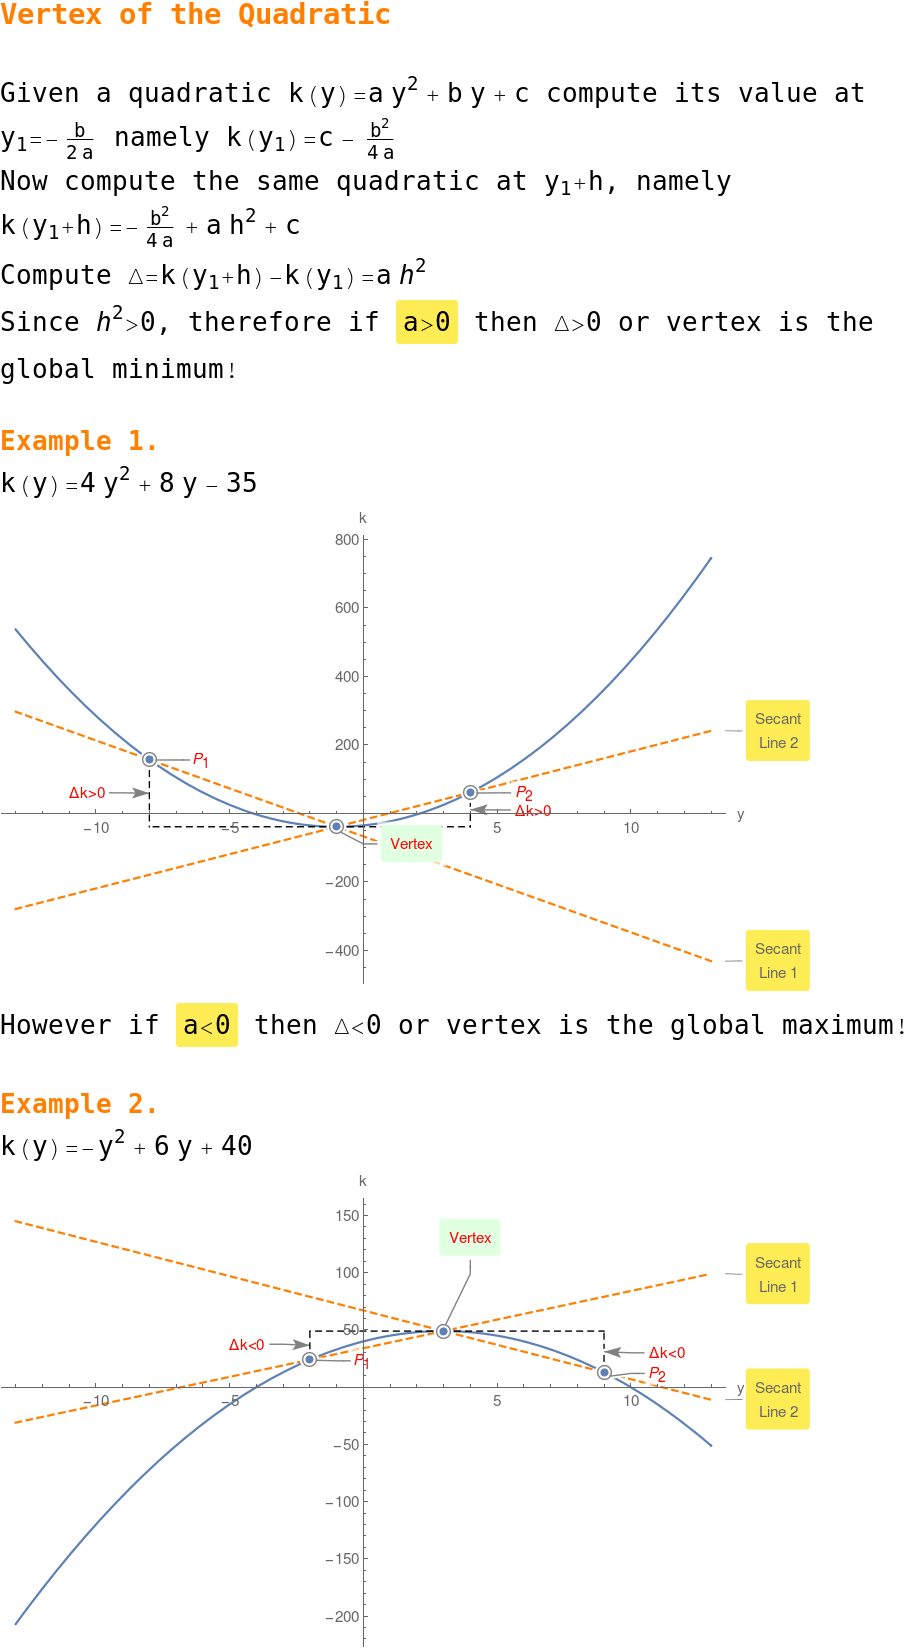 Vertex of the Quadratic
Given a quadratic k(y)=a y² + b y + c compute its value at
y₁=- b/(2 a) namely k(y₁)=c - b²/(4 a)
Now compute the same quadratic at y₁+h, namely
k(y₁+h)=- b²/(4 a) + a h² + c
Compute Δ=k(y₁+h)-k(y₁)=a h²
Since h²>0, therefore if a>0 then Δ>0 or vertex is the
global minimum!
Example 1.
k(y)=4 y² + 8 y - 35
k
800
600
400
200
Secant
Line 2
P₁
Δk>0
P₂
Δk>0
y
-10
-5
5
10
Vertex
-200
-400
Secant
Line 1
However if a<0 then Δ<0 or vertex is the global maximum!
Example 2.
k(y)=-y² + 6 y + 40
k
150
Vertex
100
Secant
Line 1
50
Δk<0
P₁
Δk<0
P₂
y
Secant
Line 2
-10
-5
5
10
-50
-100
-150
-200